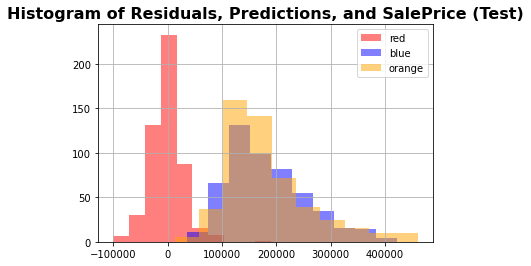 Histogram of Residuals, Predictions, and SalePrice (Test)
red
blue
orange
200
150
100
50
0
−100000 0 100000 200000 300000 400000